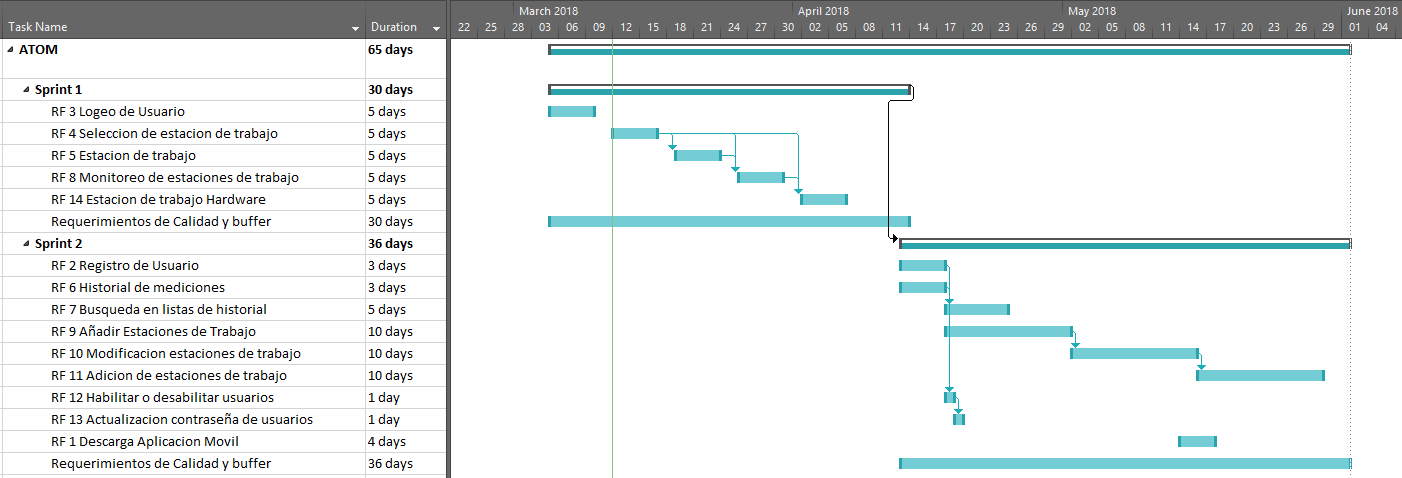 March 2018 April 2018 May 2018 June 2018
Task Name Duration 22 25 28 03 06 09 12 15 18 21 24 27 30 02 05 08 11 14 17 20 23 26 29 02 05 08 11 14 17 20 23 26 29 01 04
ATOM 65 days
Sprint 1 30 days
RF 3 Logeo de Usuario 5 days
RF 4 Seleccion de estacion de trabajo 5 days
RF 5 Estacion de trabajo 5 days
RF 8 Monitoreo de estaciones de trabajo 5 days
RF 14 Estacion de trabajo Hardware 5 days
Requerimientos de Calidad y buffer 30 days
Sprint 2 36 days
RF 2 Registro de Usuario 3 days
RF 6 Historial de mediciones 3 days
RF 7 Busqueda en listas de historial 5 days
RF 9 Añadir Estaciones de Trabajo 10 days
RF 10 Modificacion estaciones de trabajo 10 days
RF 11 Adicion de estaciones de trabajo 10 days
RF 12 Habilitar o desabilitar usuarios 1 day
RF 13 Actualizacion contraseña de usuarios 1 day
RF 1 Descarga Aplicacion Movil 4 days
Requerimientos de Calidad y buffer 36 days